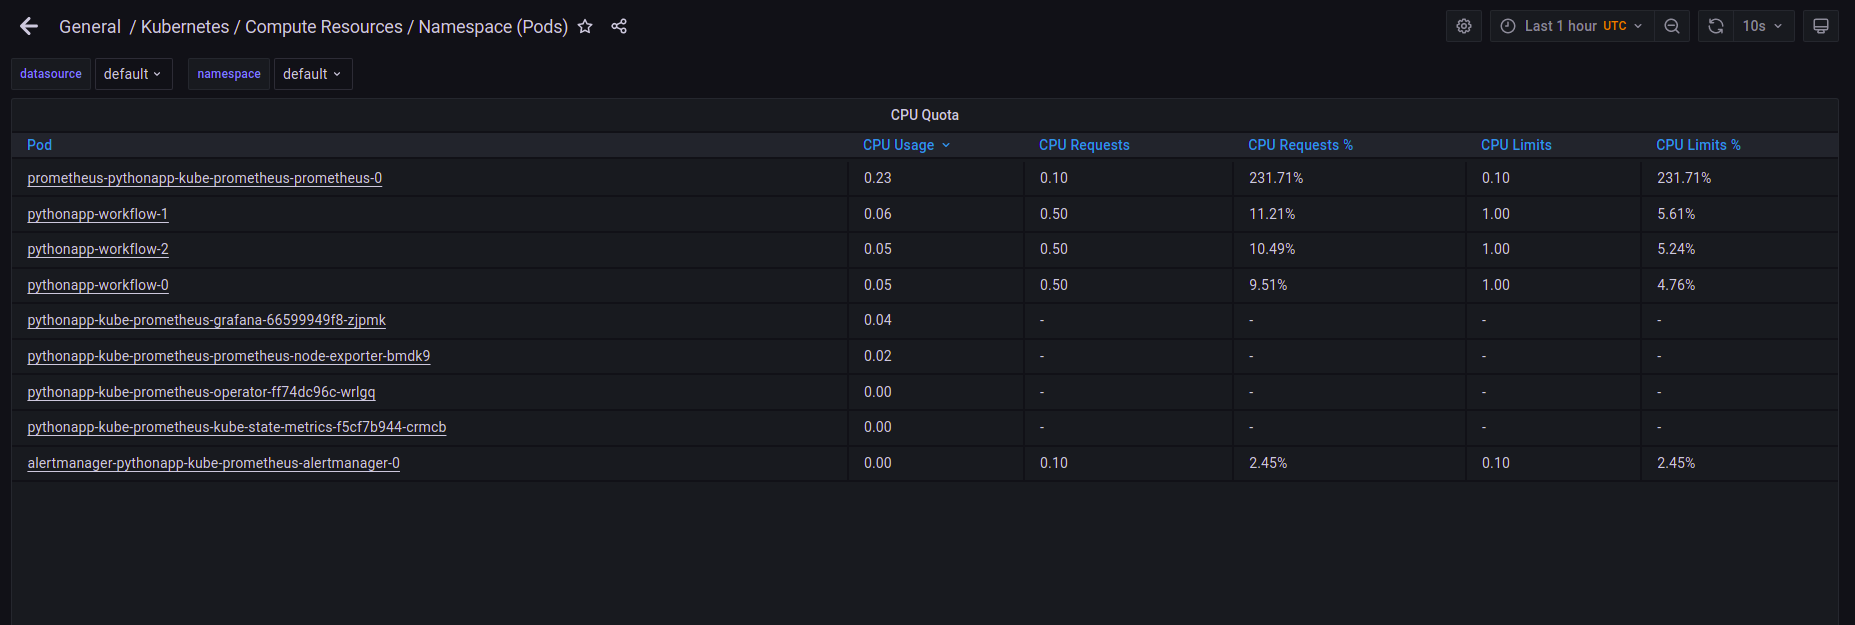 General / Kubernetes / Compute Resources / Namespace (Pods) Last 1 hour UTC 10s
datasource default namespace default
CPU Quota
Pod CPU Usage CPU Requests CPU Requests % CPU Limits CPU Limits %
prometheus-pythonapp-kube-prometheus-prometheus-0 0.23 0.10 231.71% 0.10 231.71%
pythonapp-workflow-1 0.06 0.50 11.21% 1.00 5.61%
pythonapp-workflow-2 0.05 0.50 10.49% 1.00 5.24%
pythonapp-workflow-0 0.05 0.50 9.51% 1.00 4.76%
pythonapp-kube-prometheus-grafana-66599949f8-zjpmk 0.04 - - - -
pythonapp-kube-prometheus-prometheus-node-exporter-bmdk9 0.02 - - - -
pythonapp-kube-prometheus-operator-ff74dc96c-wrlgq 0.00 - - - -
pythonapp-kube-prometheus-kube-state-metrics-f5cf7b944-crmcb 0.00 - - - -
alertmanager-pythonapp-kube-prometheus-alertmanager-0 0.00 0.10 2.45% 0.10 2.45%